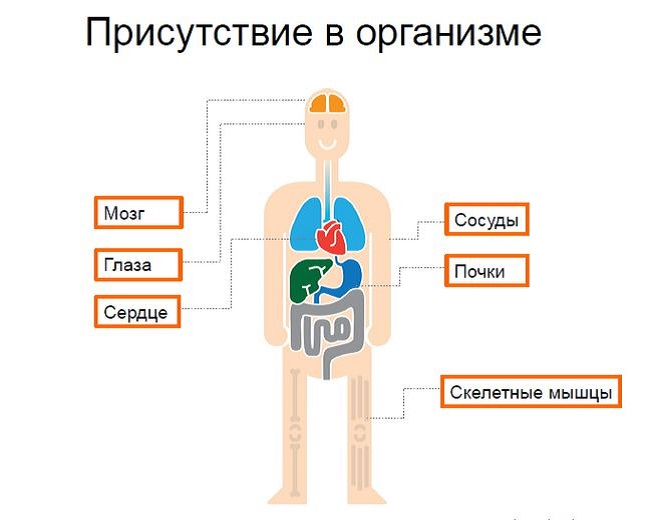 Присутствие в организме
Мозг
Глаза
Сердце
Сосуды
Почки
Скелетные мышцы